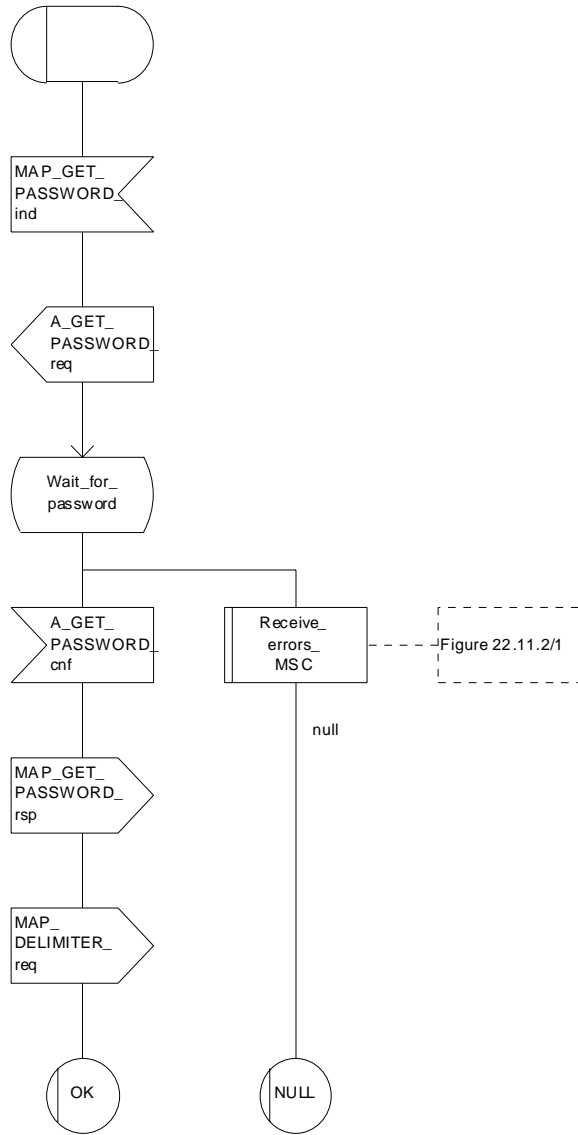 MAP_GET_
PASSWORD_
ind
A_GET_
PASSWORD_
req
Wait_for_
password
A_GET_
PASSWORD_
cnf
Receive_
errors_
MSC
Figure 22.11.2/1
null
MAP_GET_
PASSWORD_
rsp
MAP_
DELIMITER_
req
OK
NULL